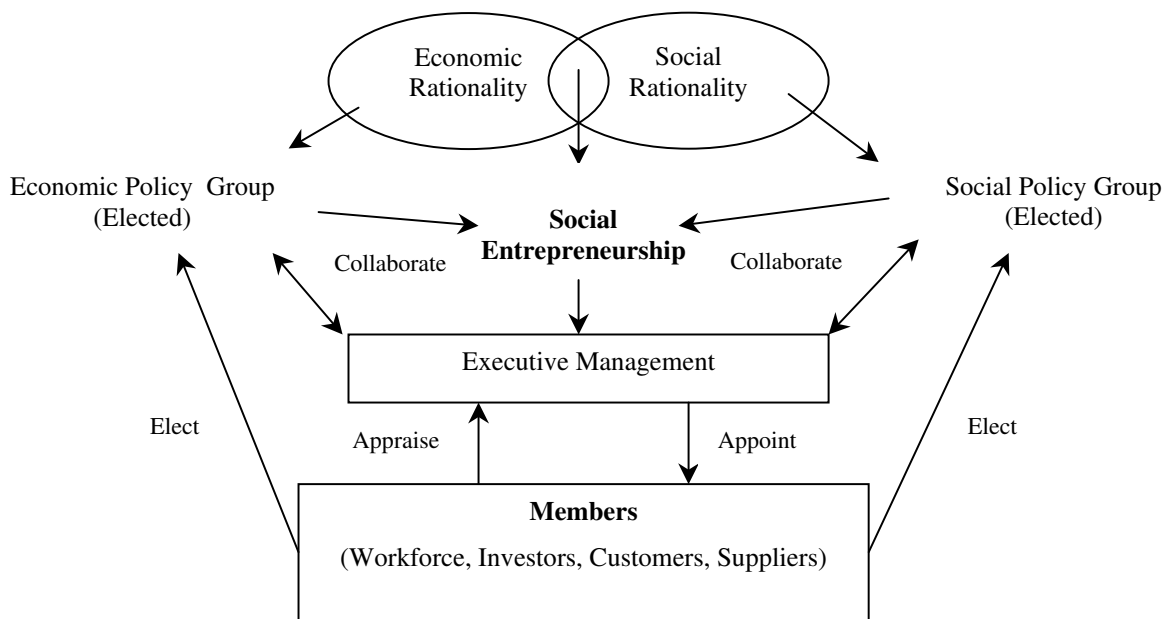 Economic
Rationality
Social
Rationality
Economic Policy Group
(Elected)
Social Policy Group
(Elected)
Social
Entrepreneurship
Collaborate
Collaborate
Executive Management
Elect
Appraise
Appoint
Elect
Members
(Workforce, Investors, Customers, Suppliers)